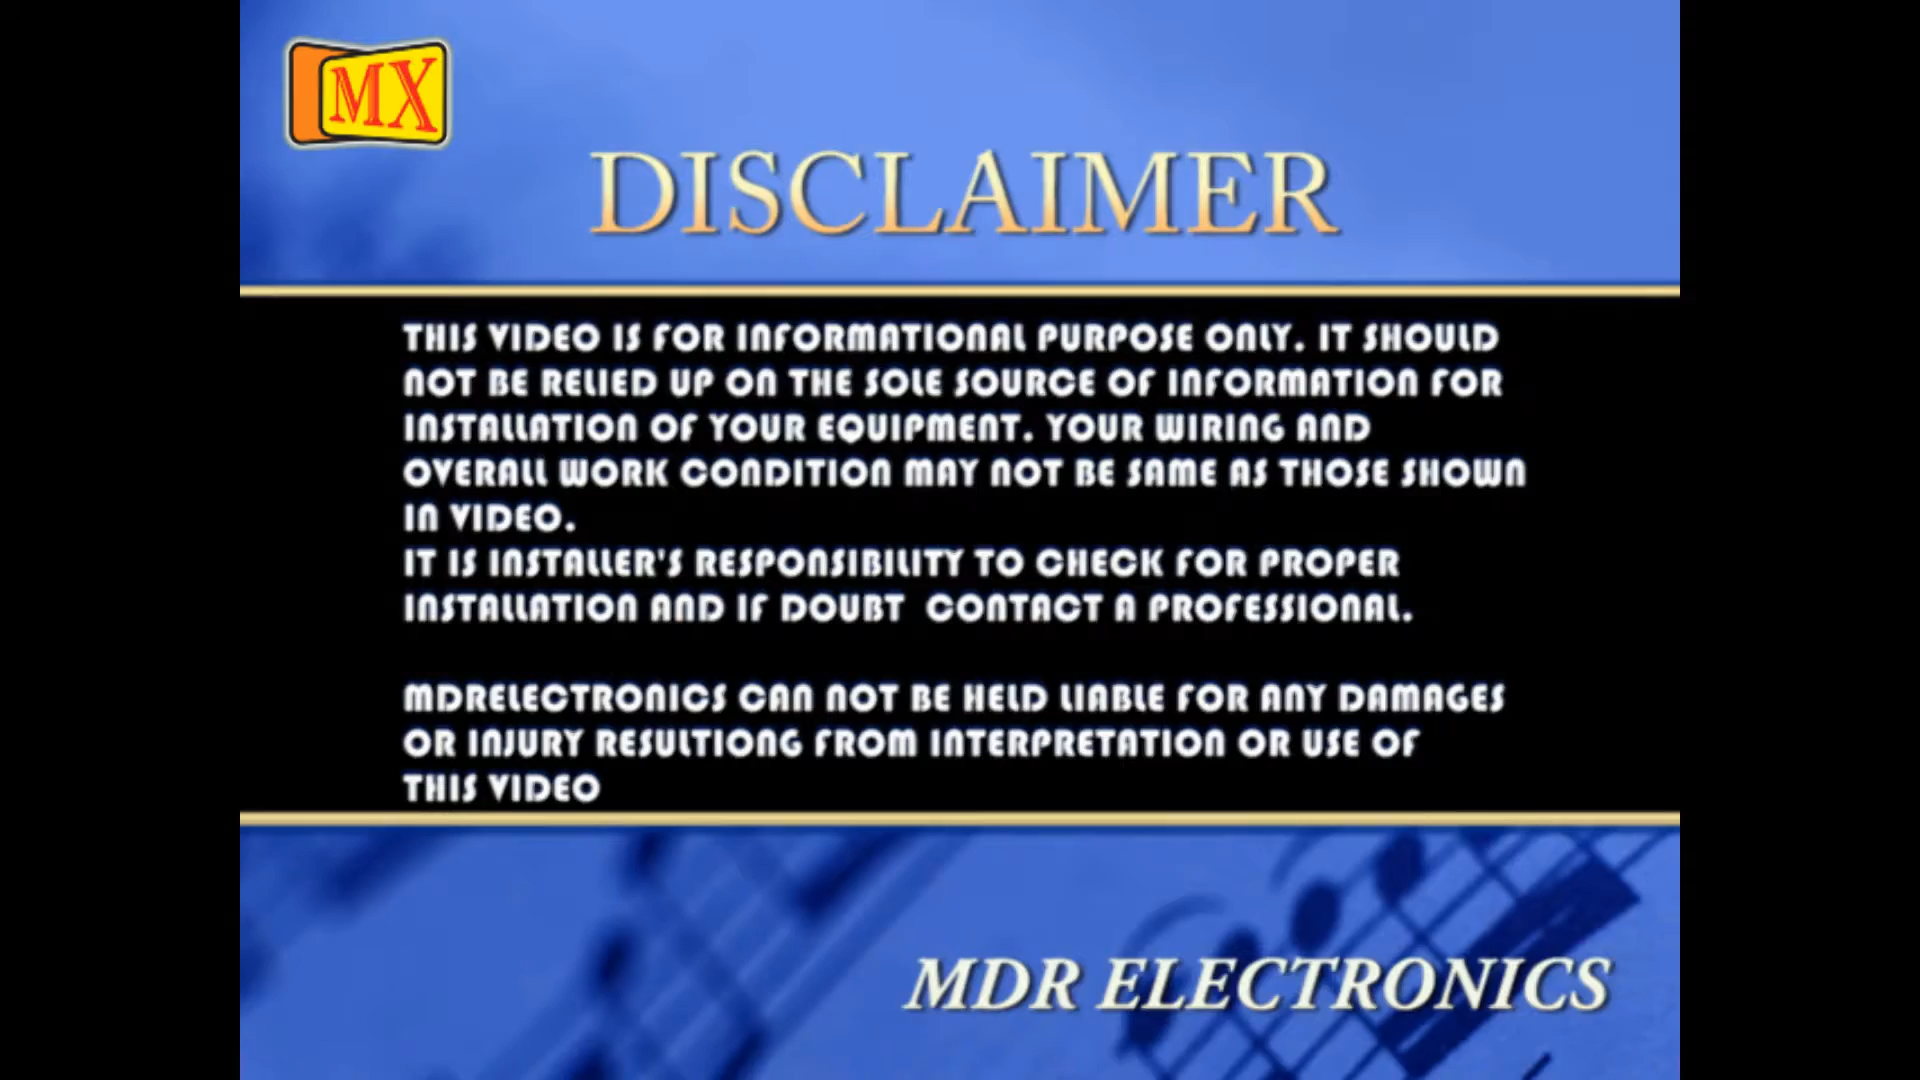 MX
DISCLAIMER
THIS VIDEO IS FOR INFORMATIONAL PURPOSE ONLY. IT SHOULD
NOT BE RELIED UP ON THE SOLE SOURCE OF INFORMATION FOR
INSTALLATION OF YOUR EQUIPMENT. YOUR WIRING AND
OVERALL WORK CONDITION MAY NOT BE SAME AS THOSE SHOWN
IN VIDEO.
IT IS INSTALLER'S RESPONSIBILITY TO CHECK FOR PROPER
INSTALLATION AND IF DOUBT  CONTACT A PROFESSIONAL.
MDRELECTRONICS CAN NOT BE HELD LIABLE FOR ANY DAMAGES
OR INJURY RESULTIONG FROM INTERPRETATION OR USE OF
THIS VIDEO
MDR ELECTRONICS